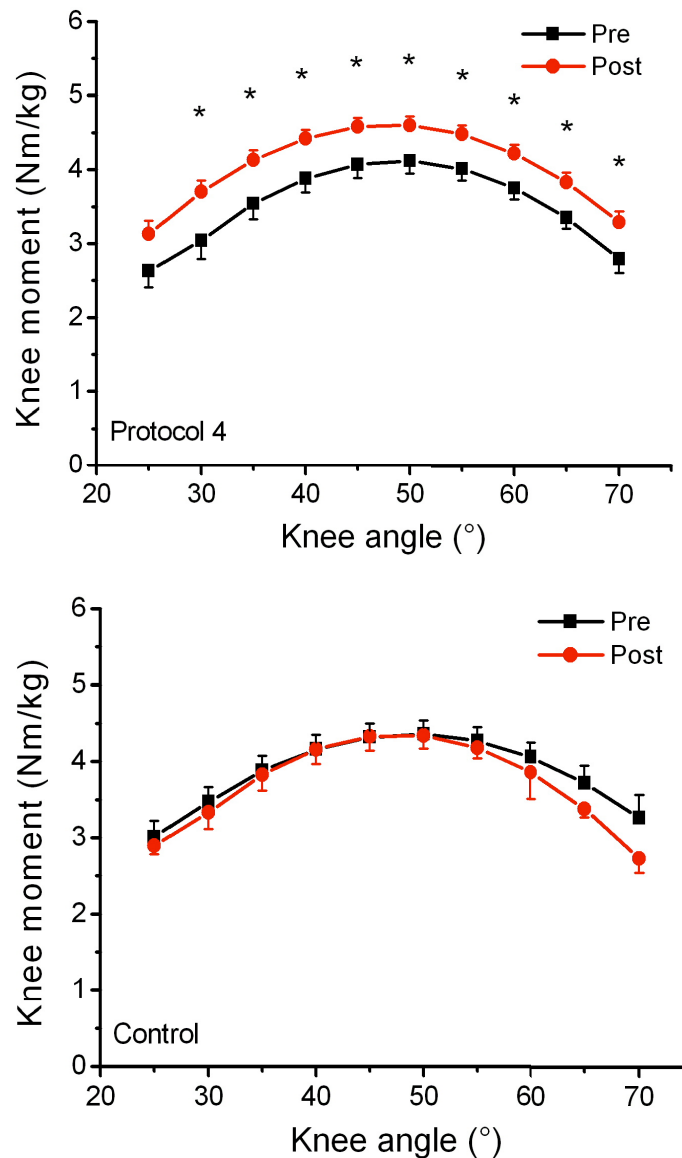 6
5
4
3
2
1
0
Knee moment (Nm/kg)
Pre
Post
* * * * * * * * *
Protocol 4
20 30 40 50 60 70
Knee angle (°)
6
5
4
3
2
1
0
Knee moment (Nm/kg)
Pre
Post
Control
20 30 40 50 60 70
Knee angle (°)